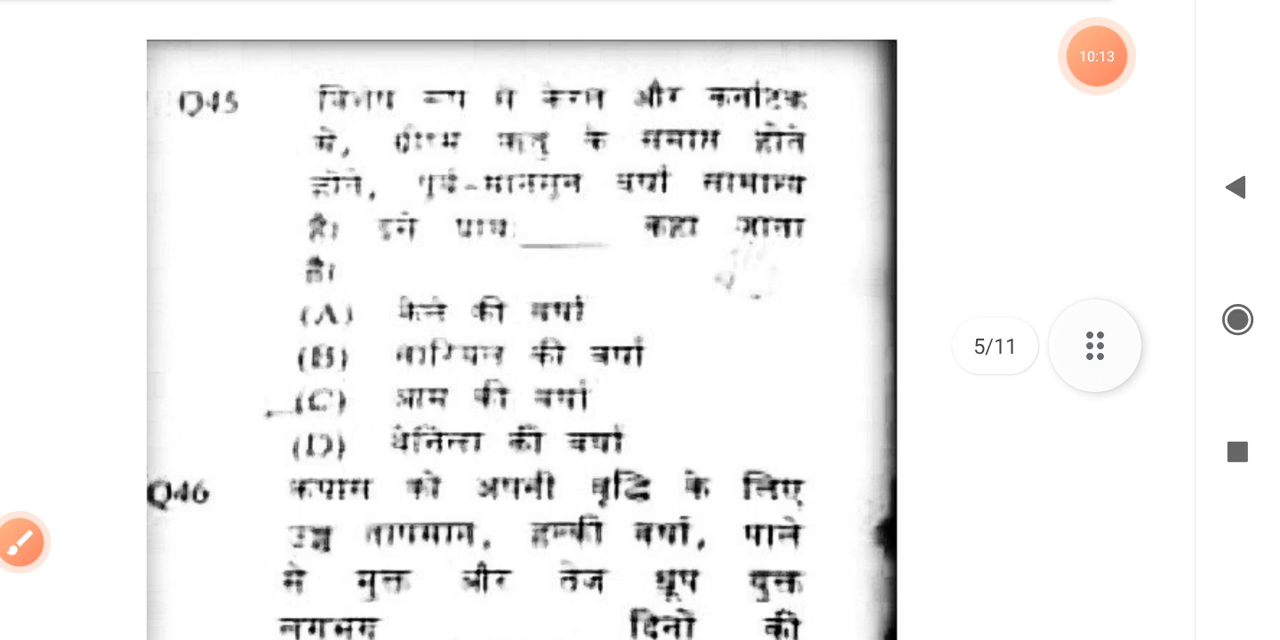 10:13
Q45 विशेष रूप से केरल और कर्नाटक
में, ग्रीष्म ऋतु के समाप्त होते
होते, पूर्व-मानसून वर्षा सामान्य
है। इसे प्रायः ______ कहा जाता
है।
(A) केले की वर्षा
(B) नारियल की वर्षा
(C) आम की वर्षा
(D) की वर्षा
Q46 कपास को अपनी वृद्धि के लिए
उच्च तापमान, हल्की वर्षा, पाले
से मुक्त और तेज धूप युक्त
लगभग दिनों की
5/11